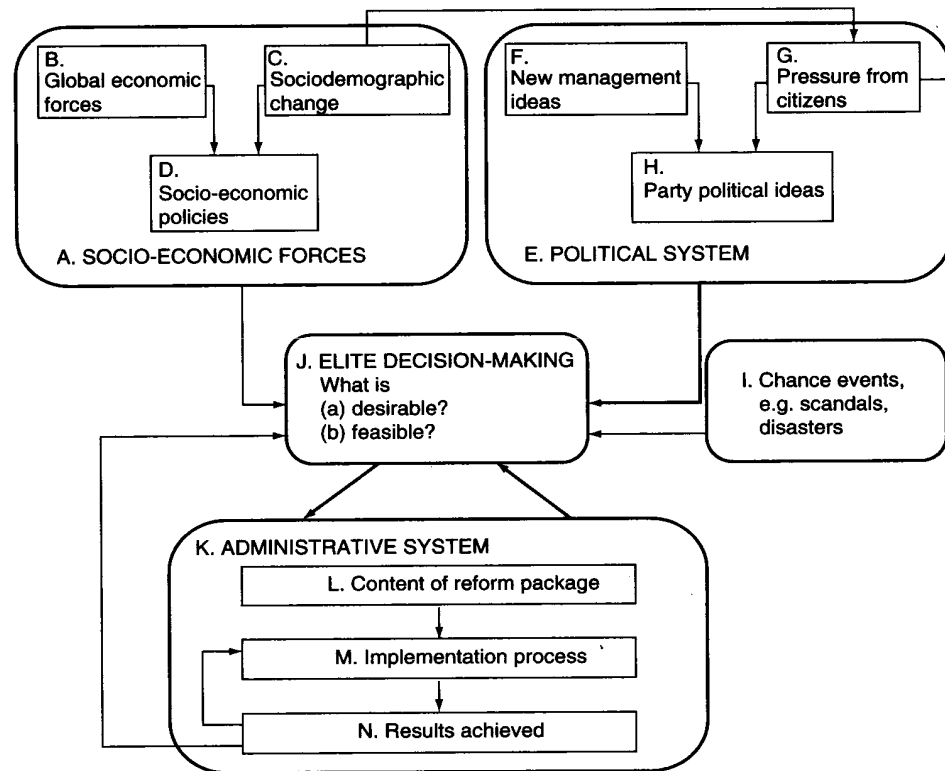 B.
Global economic
forces
C.
Sociodemographic
change
D.
Socio-economic
policies
A. SOCIO-ECONOMIC FORCES
F.
New management
ideas
G.
Pressure from
citizens
H.
Party political ideas
E. POLITICAL SYSTEM
J. ELITE DECISION-MAKING
What is
(a) desirable?
(b) feasible?
I. Chance events,
e.g. scandals,
disasters
K. ADMINISTRATIVE SYSTEM
L. Content of reform package
M. Implementation process
N. Results achieved